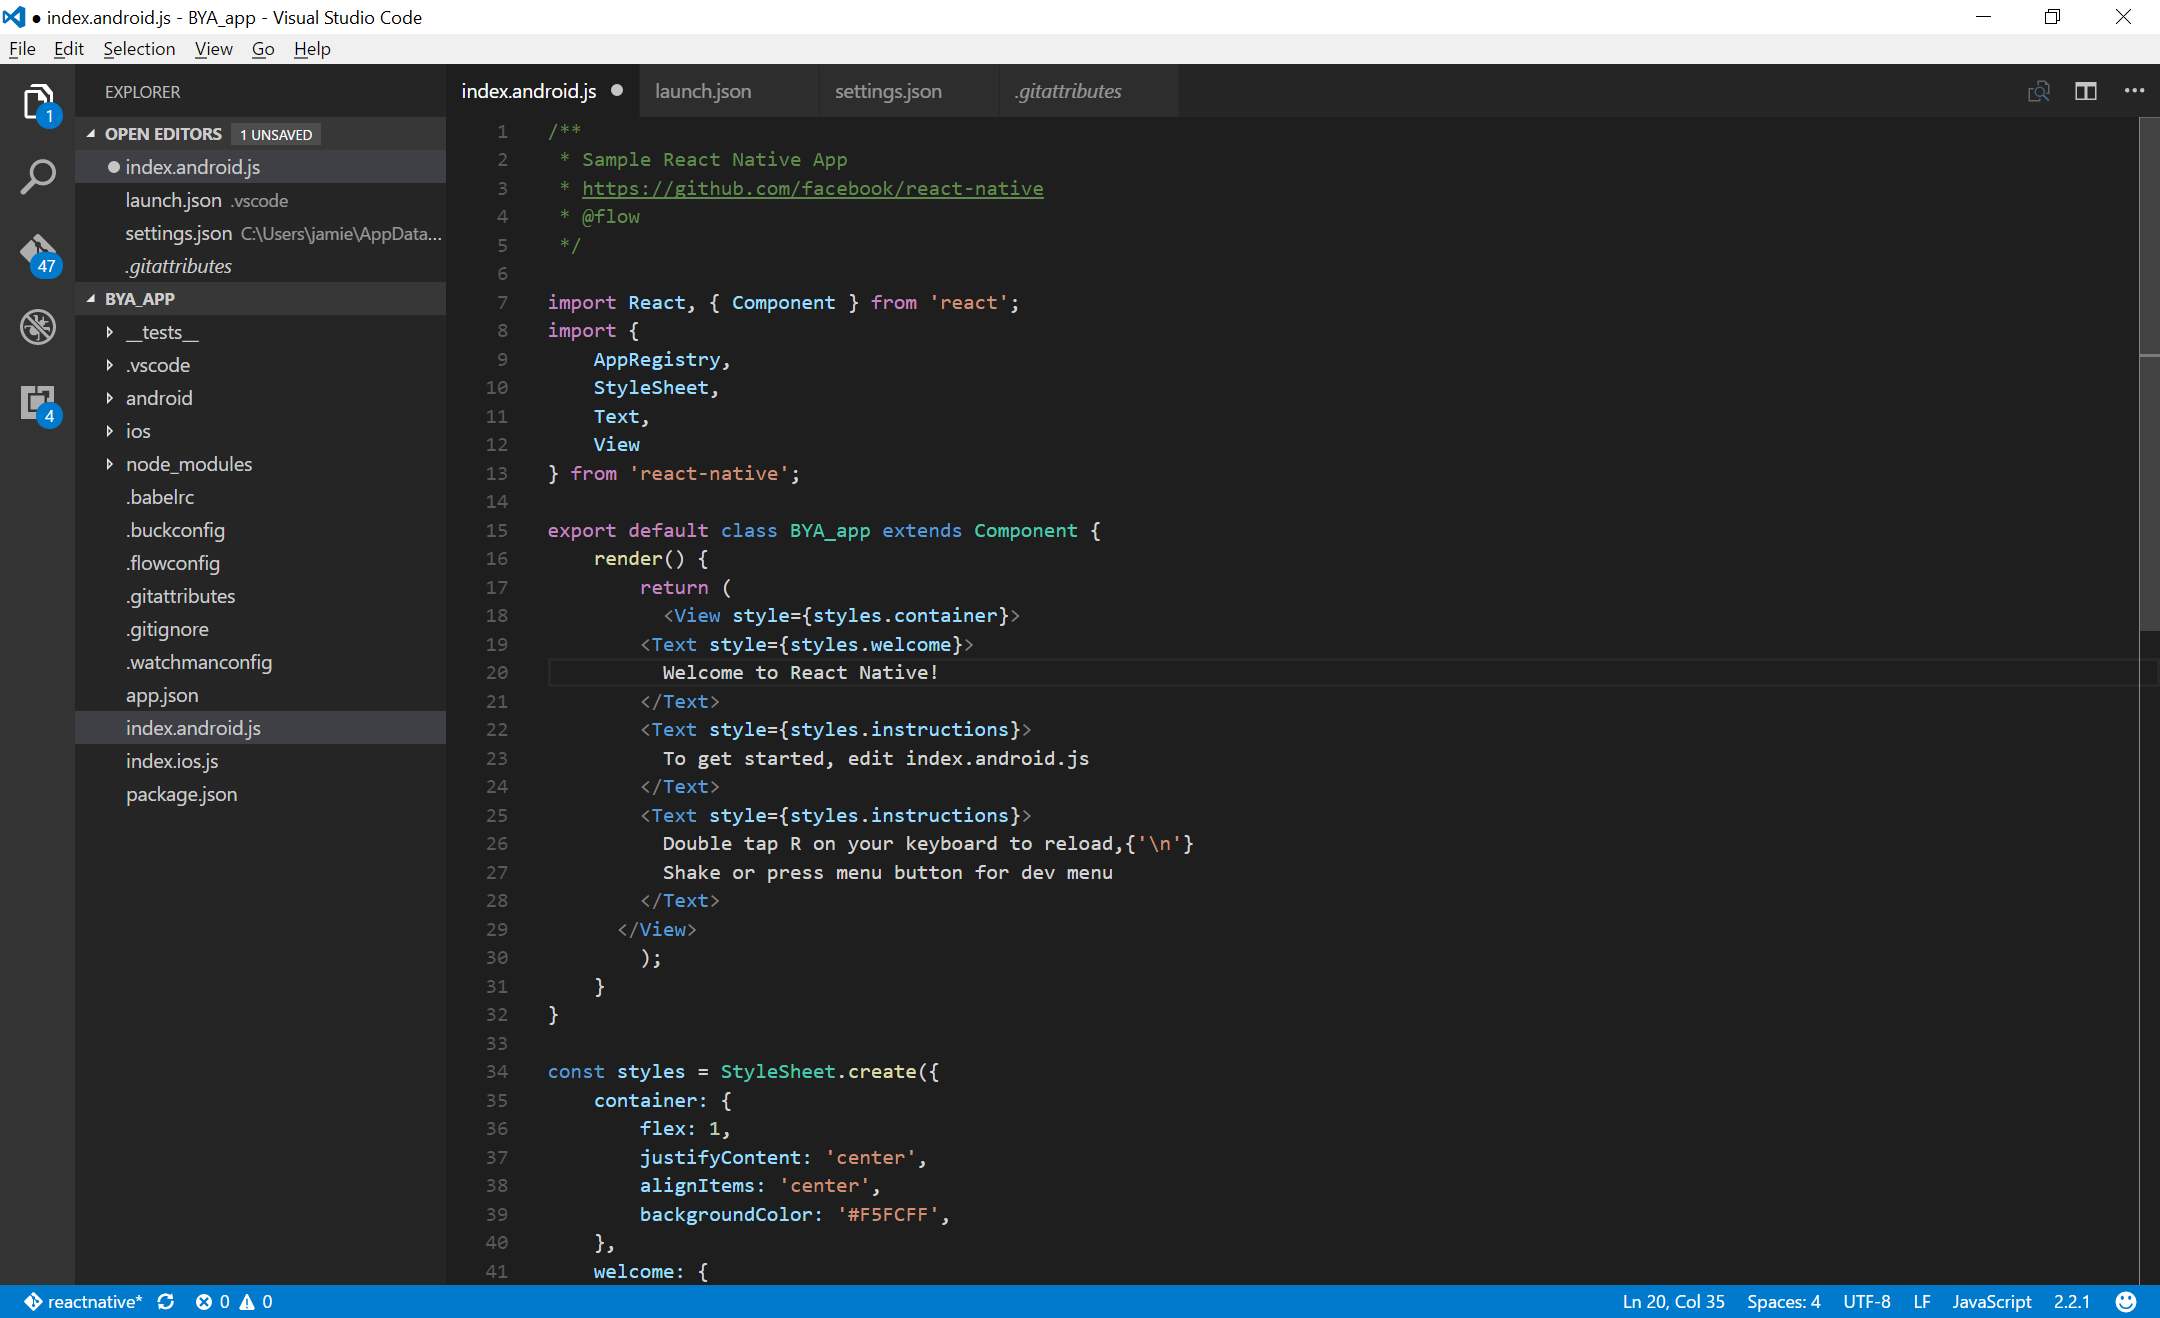 ● index.android.js - BYA_app - Visual Studio Code
File Edit Selection View Go Help
1
47
4
EXPLORER
OPEN EDITORS 1 UNSAVED
index.android.js
launch.json .vscode
settings.json C:\Users\jamie\AppData...
.gitattributes
BYA_APP
__tests__
.vscode
android
ios
node_modules
.babelrc
.buckconfig
.flowconfig
.gitattributes
.gitignore
.watchmanconfig
app.json
index.android.js
index.ios.js
package.json
index.android.js launch.json settings.json .gitattributes
1 /**
2 * Sample React Native App
3 * https://github.com/facebook/react-native
4 * @flow
5 */
6
7 import React, { Component } from 'react';
8 import {
9 AppRegistry,
10 StyleSheet,
11 Text,
12 View
13 } from 'react-native';
14
15 export default class BYA_app extends Component {
16 render() {
17 return (
18 <View style={styles.container}>
19 <Text style={styles.welcome}>
20 Welcome to React Native!
21 </Text>
22 <Text style={styles.instructions}>
23 To get started, edit index.android.js
24 </Text>
25 <Text style={styles.instructions}>
26 Double tap R on your keyboard to reload,{'\n'}
27 Shake or press menu button for dev menu
28 </Text>
29 </View>
30 );
31 }
32 }
33
34 const styles = StyleSheet.create({
35 container: {
36 flex: 1,
37 justifyContent: 'center',
38 alignItems: 'center',
39 backgroundColor: '#F5FCFF',
40 },
41 welcome: {
reactnative* 0 0 Ln 20, Col 35 Spaces: 4 UTF-8 LF JavaScript 2.2.1